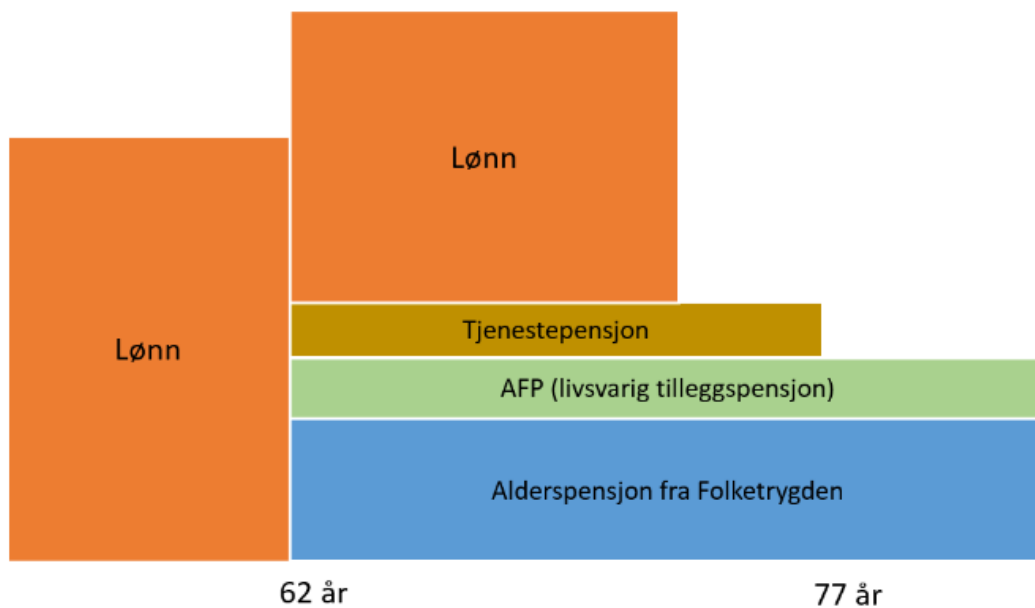 Lønn
Lønn
Tjenestepensjon
AFP (livsvarig tilleggspensjon)
Alderspensjon fra Folketrygden
62 år
77 år